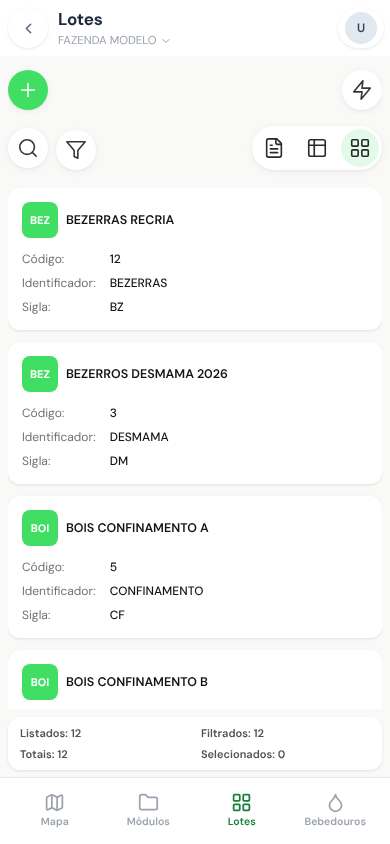 Lotes
FAZENDA MODELO
U
BEZ BEZERRAS RECRIA
Código: 12
Identificador: BEZERRAS
Sigla: BZ
BEZ BEZERROS DESMAMA 2026
Código: 3
Identificador: DESMAMA
Sigla: DM
BOI BOIS CONFINAMENTO A
Código: 5
Identificador: CONFINAMENTO
Sigla: CF
BOI BOIS CONFINAMENTO B
Listados: 12 Filtrados: 12
Totais: 12 Selecionados: 0
Mapa Módulos Lotes Bebedouros